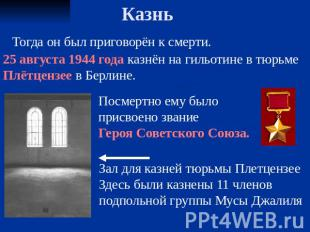 Казнь
Тогда он был приговорён к смерти.
25 августа 1944 года казнён на гильотине в тюрьме
Плётцензее в Берлине.
Посмертно ему было
присвоено звание
Героя Советского Союза.
Зал для казней тюрьмы Плетцензее
Здесь были казнены 11 членов
подпольной группы Мусы Джалиля
PPt4WEB.ru